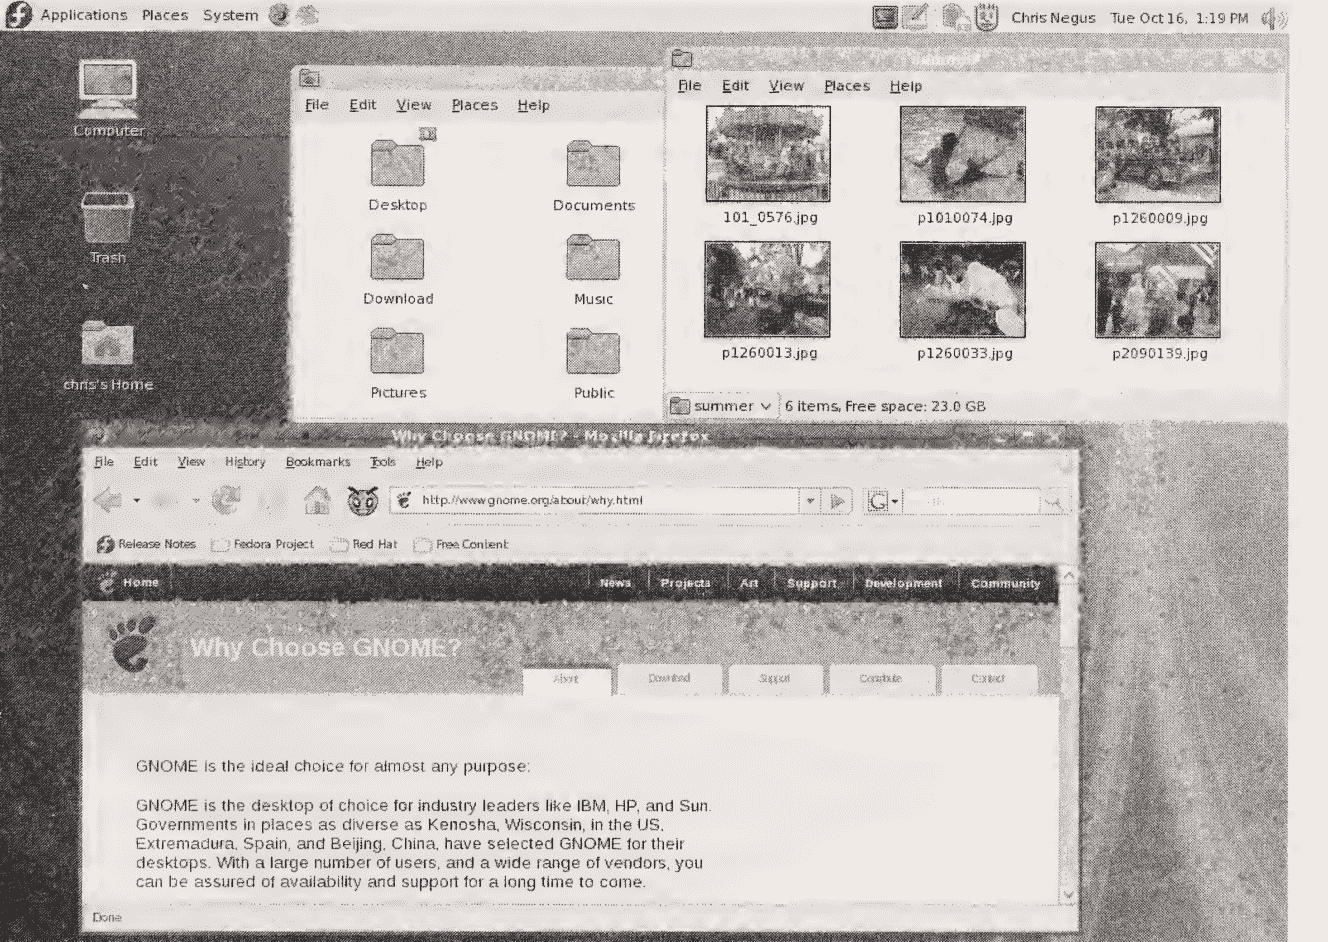 Applications Places System Chris Negus Tue Oct 16, 1:19 PM
Computer
Trash
chris's Home
File Edit View Places Help
Desktop Documents
Download Music
Pictures Public
File Edit View Places Help
101_0576.jpg p1010074.jpg p1260009.jpg
p1260013.jpg p1260033.jpg p2090139.jpg
summer 6 items, Free space: 23.0 GB
Why Choose GNOME? - Mozilla Firefox
File Edit View History Bookmarks Tools Help
http://www.gnome.org/about/why.html G
Release Notes Fedora Project Red Hat Free Content
Home News Projects Art Support Development Community
Why Choose GNOME?
About Download Support Contribute Contact
GNOME is the ideal choice for almost any purpose:
GNOME is the desktop of choice for industry leaders like IBM, HP, and Sun.
Governments in places as diverse as Kenosha, Wisconsin, in the US,
Extremadura, Spain, and Beijing, China, have selected GNOME for their
desktops. With a large number of users, and a wide range of vendors, you
can be assured of availability and support for a long time to come.
Done